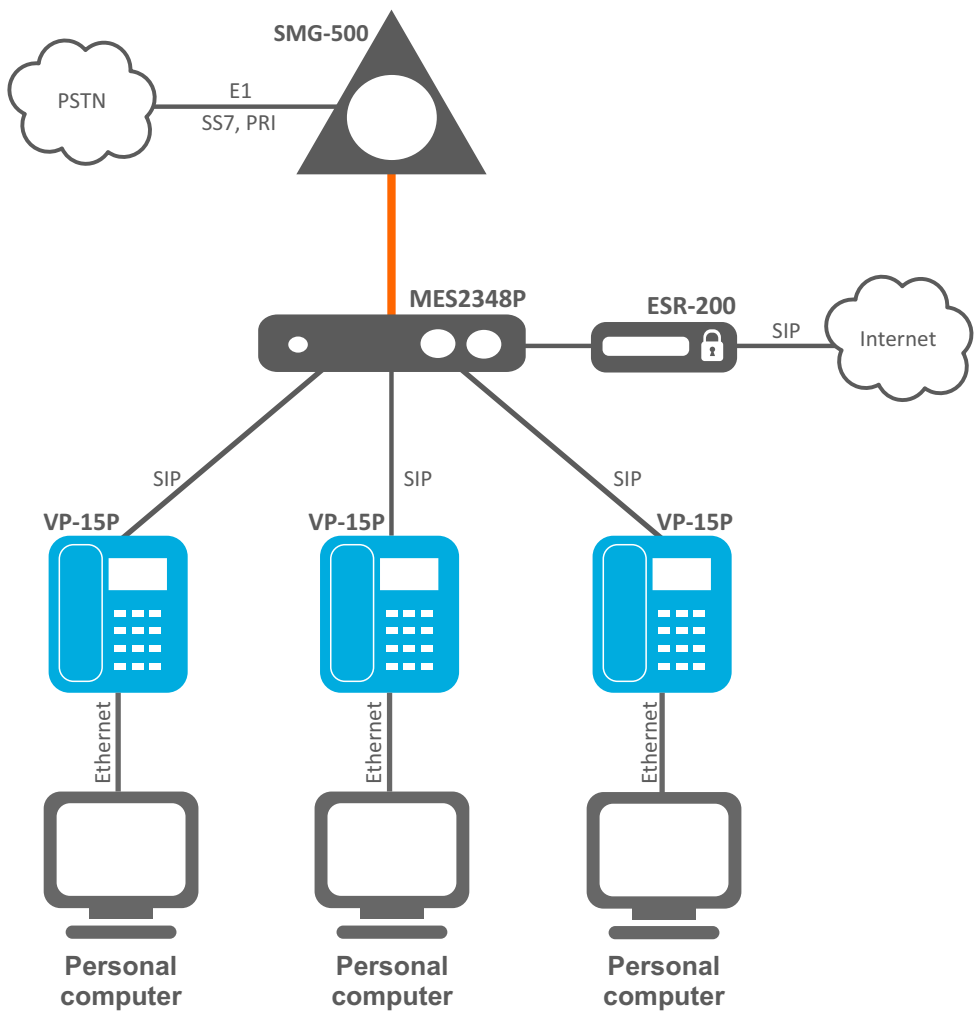 SMG-500
PSTN
E1
SS7, PRI
MES2348P
ESR-200
SIP
Internet
SIP
SIP
SIP
VP-15P
VP-15P
VP-15P
Ethernet
Ethernet
Ethernet
Personal
computer
Personal
computer
Personal
computer